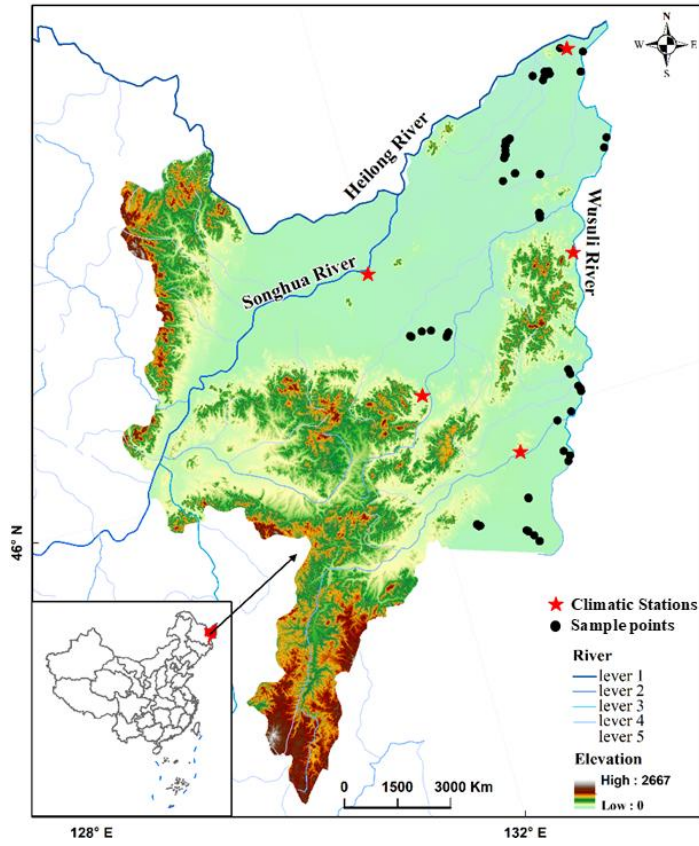 N
W E
S
Heilong River
Wusuli River
Songhua River
46° N
Climatic Stations
Sample points
River
lever 1
lever 2
lever 3
lever 4
lever 5
Elevation
High : 2667
Low : 0
0 1500 3000 Km
128° E 132° E